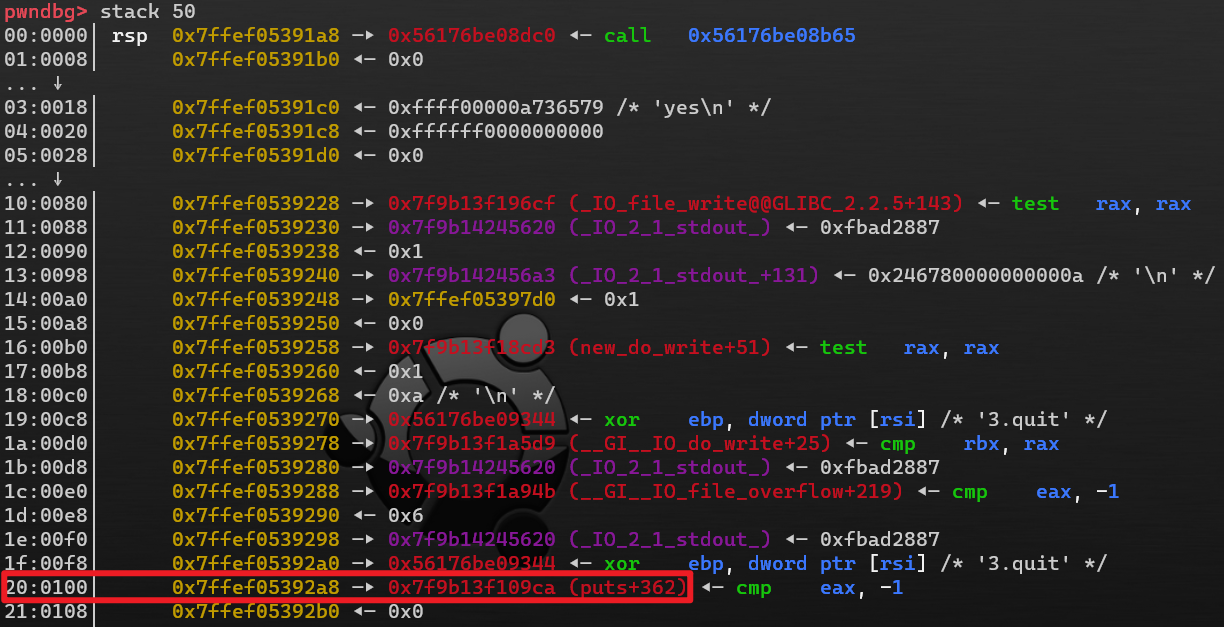 pwndbg> stack 50
00:0000│ rsp 0x7ffef05391a8 —▸ 0x56176be08dc0 ◂— call 0x56176be08b65
01:0008│ 0x7ffef05391b0 ◂— 0x0
... ↓
03:0018│ 0x7ffef05391c0 ◂— 0xffff00000a736579 /* 'yes\n' */
04:0020│ 0x7ffef05391c8 ◂— 0xffffff0000000000
05:0028│ 0x7ffef05391d0 ◂— 0x0
... ↓
10:0080│ 0x7ffef0539228 —▸ 0x7f9b13f196cf (_IO_file_write@@GLIBC_2.2.5+143) ◂— test rax, rax
11:0088│ 0x7ffef0539230 —▸ 0x7f9b14245620 (_IO_2_1_stdout_) ◂— 0xfbad2887
12:0090│ 0x7ffef0539238 ◂— 0x1
13:0098│ 0x7ffef0539240 —▸ 0x7f9b142456a3 (_IO_2_1_stdout_+131) ◂— 0x246780000000000a /* '\n' */
14:00a0│ 0x7ffef0539248 —▸ 0x7ffef05397d0 ◂— 0x1
15:00a8│ 0x7ffef0539250 ◂— 0x0
16:00b0│ 0x7ffef0539258 —▸ 0x7f9b13f18cd3 (new_do_write+51) ◂— test rax, rax
17:00b8│ 0x7ffef0539260 ◂— 0x1
18:00c0│ 0x7ffef0539268 ◂— 0xa /* '\n' */
19:00c8│ 0x7ffef0539270 —▸ 0x56176be09344 ◂— xor ebp, dword ptr [rsi] /* '3.quit' */
1a:00d0│ 0x7ffef0539278 —▸ 0x7f9b13f1a5d9 (__GI__IO_do_write+25) ◂— cmp rbx, rax
1b:00d8│ 0x7ffef0539280 —▸ 0x7f9b14245620 (_IO_2_1_stdout_) ◂— 0xfbad2887
1c:00e0│ 0x7ffef0539288 —▸ 0x7f9b13f1a94b (__GI__IO_file_overflow+219) ◂— cmp eax, -1
1d:00e8│ 0x7ffef0539290 ◂— 0x6
1e:00f0│ 0x7ffef0539298 —▸ 0x7f9b14245620 (_IO_2_1_stdout_) ◂— 0xfbad2887
1f:00f8│ 0x7ffef05392a0 —▸ 0x56176be09344 ◂— xor ebp, dword ptr [rsi] /* '3.quit' */
20:0100│ 0x7ffef05392a8 —▸ 0x7f9b13f109ca (puts+362) ◂— cmp eax, -1
21:0108│ 0x7ffef05392b0 ◂— 0x0